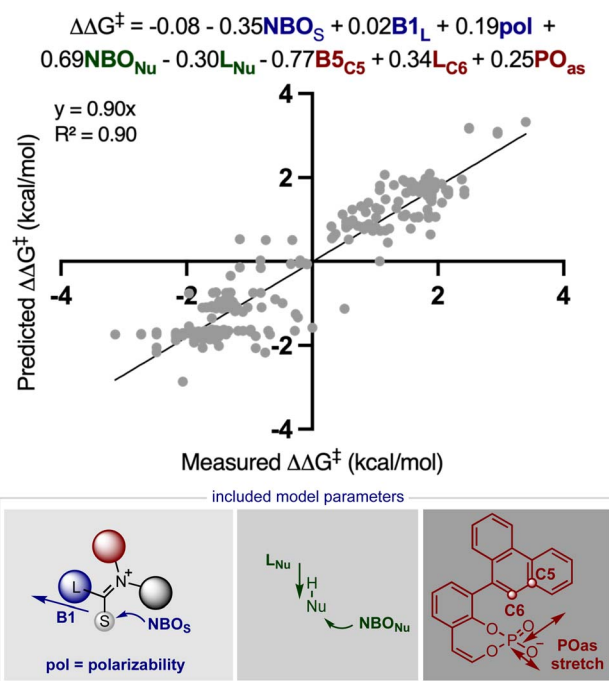 ΔΔG‡ = -0.08 - 0.35NBOS + 0.02B1L + 0.19pol +
0.69NBONu - 0.30LNu - 0.77B5C5 + 0.34LC6 + 0.25POas
y = 0.90x
R² = 0.90
Predicted ΔΔG‡ (kcal/mol)
4
2
-4
-2
2
4
-2
-4
Measured ΔΔG‡ (kcal/mol)
included model parameters
L
N+
B1
S
NBOS
pol = polarizability
LNu
H
Nu
NBONu
C5
C6
O
P
O
O
O−
POas
stretch